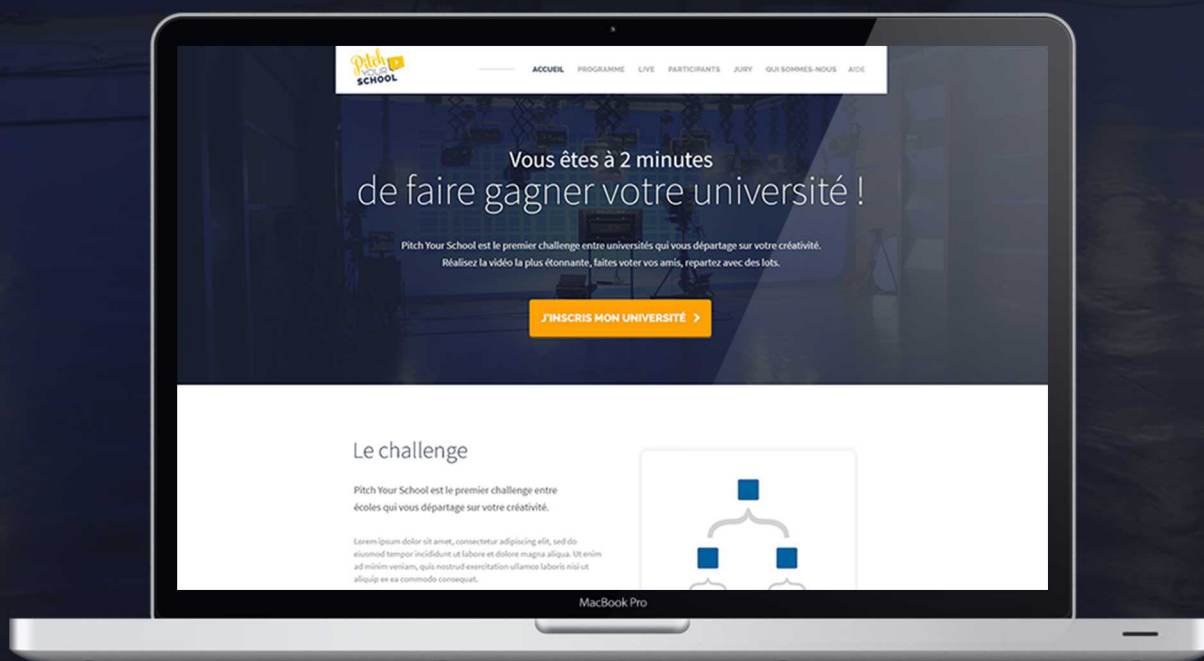 Pitch
YOUR
SCHOOL
ACCUEIL PROGRAMME LIVE PARTICIPANTS JURY QUI SOMMES-NOUS AIDE
Vous êtes à 2 minutes
de faire gagner votre université !
Pitch Your School est le premier challenge entre universités qui vous départage sur votre créativité.
Réalisez la vidéo la plus étonnante, faites voter vos amis, repartez avec des lots.
J'INSCRIS MON UNIVERSITÉ
Le challenge
Pitch Your School est le premier challenge entre
écoles qui vous départage sur votre créativité.
Lorem ipsum dolor sit amet, consectetur adipiscing elit, sed do
eiusmod tempor incididunt ut labore et dolore magna aliqua. Ut enim
ad minim veniam, quis nostrud exercitation ullamco laboris nisi ut
aliquip ex ea commodo consequat.
MacBook Pro